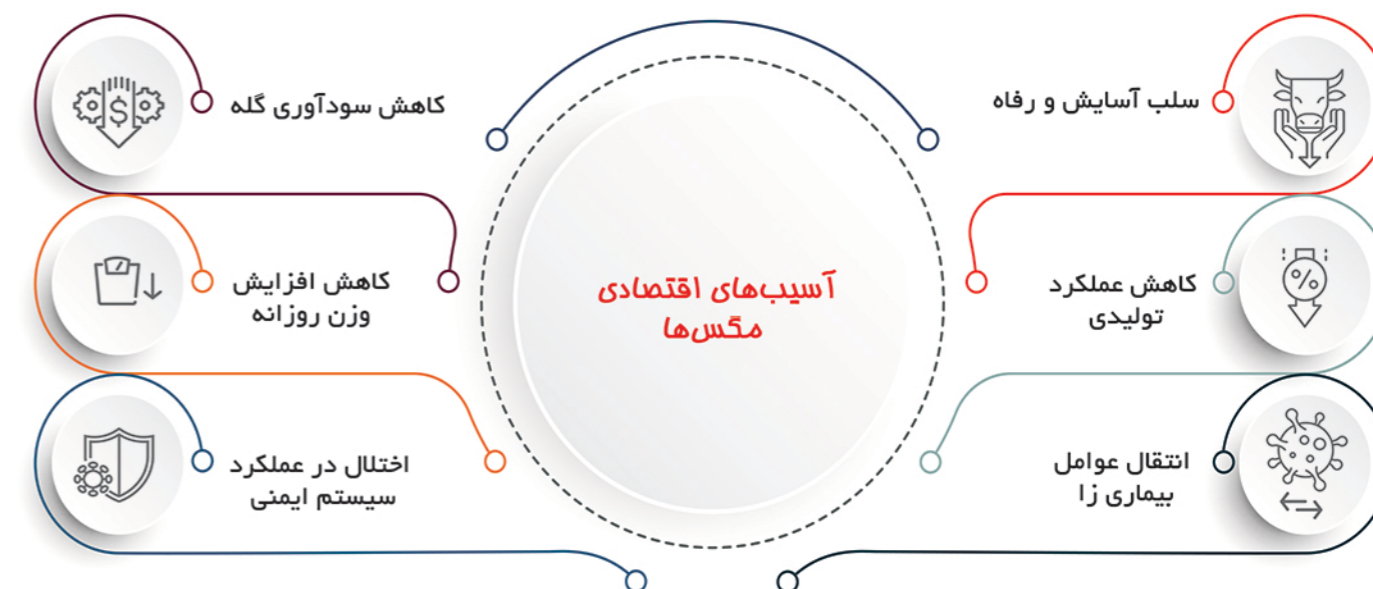 آسیب‌های اقتصادی
مگس‌ها
سلب آسایش و رفاه
کاهش عملکرد
تولیدی
انتقال عوامل
بیماری زا
کاهش سودآوری گله
کاهش افزایش
وزن روزانه
اختلال در عملکرد
سیستم ایمنی
$
%